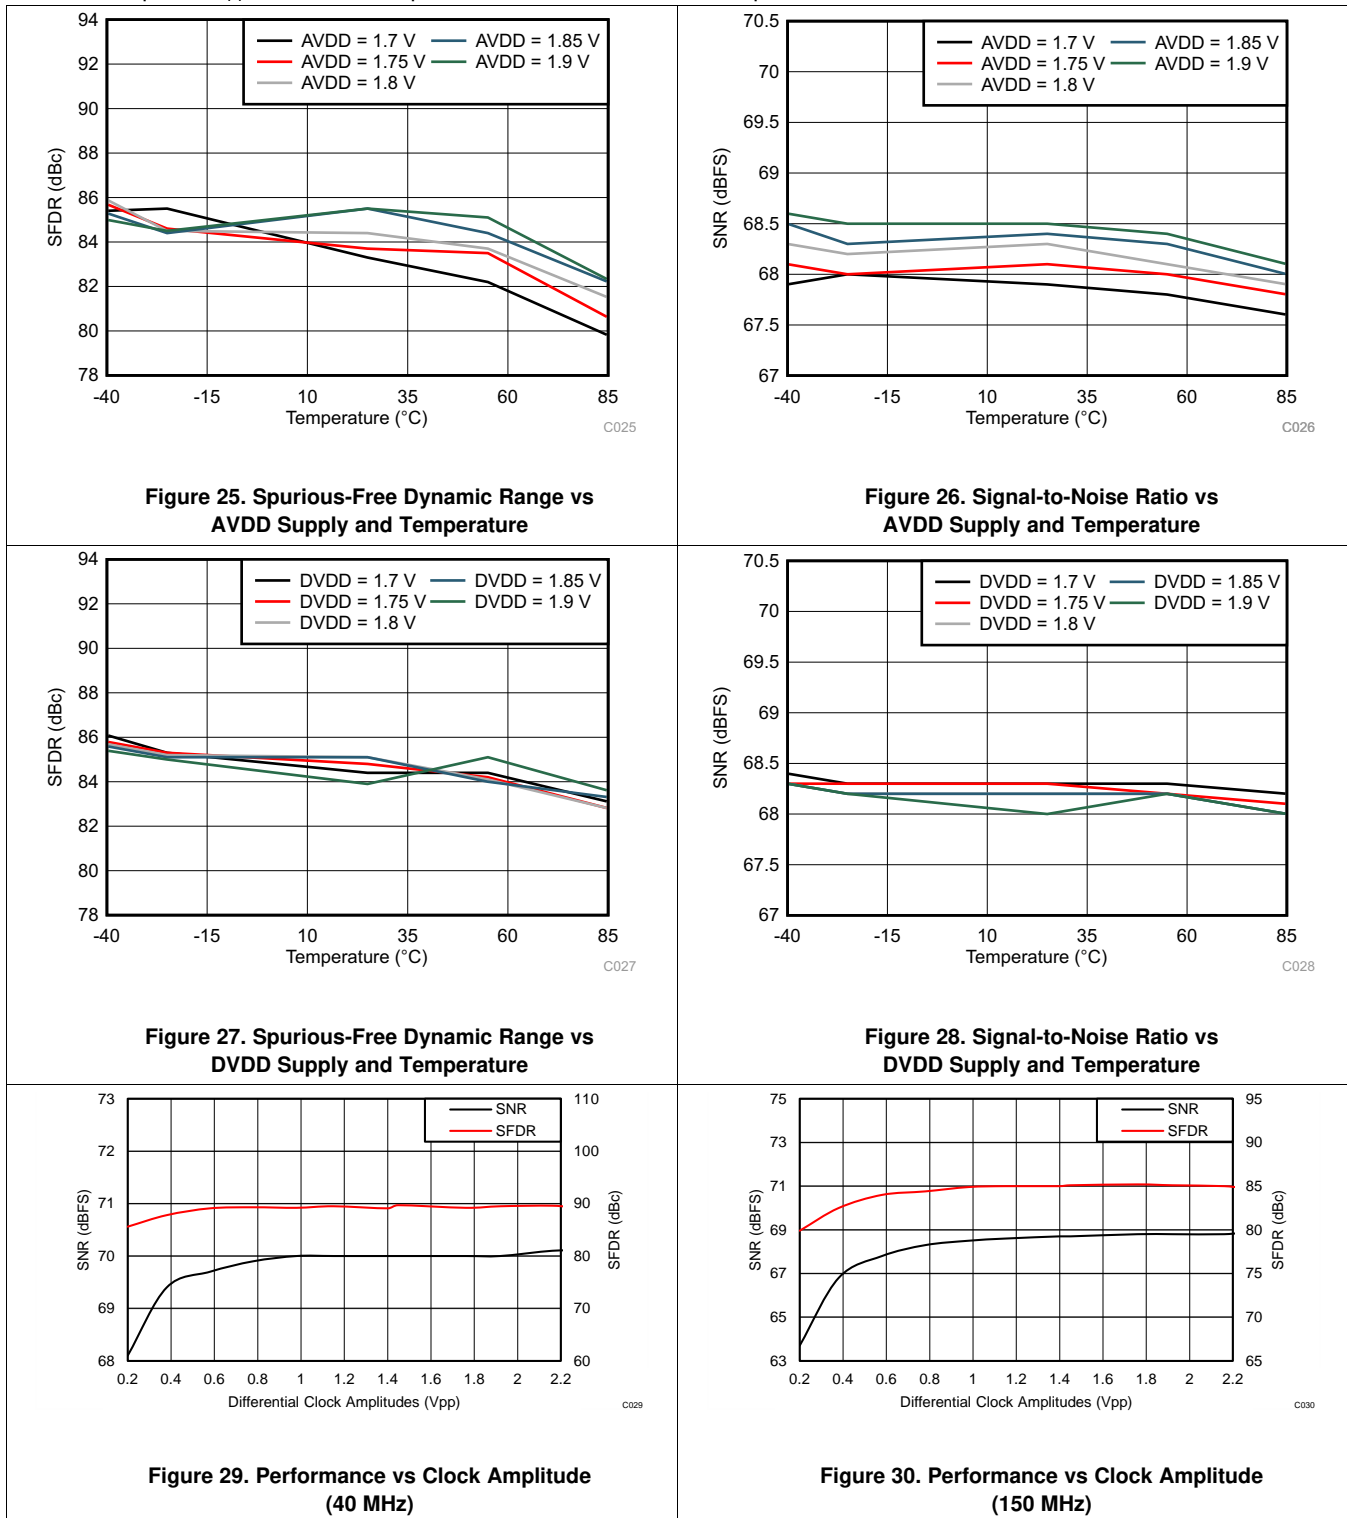 94
92
90
88
86
84
82
80
78
SFDR (dBc)
AVDD = 1.7 V
AVDD = 1.85 V
AVDD = 1.75 V
AVDD = 1.9 V
AVDD = 1.8 V
-40 -15 10 35 60 85
Temperature (°C)
C025
Figure 25. Spurious-Free Dynamic Range vs
AVDD Supply and Temperature
70.5
70
69.5
69
68.5
68
67.5
67
SNR (dBFS)
AVDD = 1.7 V
AVDD = 1.85 V
AVDD = 1.75 V
AVDD = 1.9 V
AVDD = 1.8 V
-40 -15 10 35 60 85
Temperature (°C)
C026
Figure 26. Signal-to-Noise Ratio vs
AVDD Supply and Temperature
94
92
90
88
86
84
82
80
78
SFDR (dBc)
DVDD = 1.7 V
DVDD = 1.85 V
DVDD = 1.75 V
DVDD = 1.9 V
DVDD = 1.8 V
-40 -15 10 35 60 85
Temperature (°C)
C027
Figure 27. Spurious-Free Dynamic Range vs
DVDD Supply and Temperature
70.5
70
69.5
69
68.5
68
67.5
67
SNR (dBFS)
DVDD = 1.7 V
DVDD = 1.85 V
DVDD = 1.75 V
DVDD = 1.9 V
DVDD = 1.8 V
-40 -15 10 35 60 85
Temperature (°C)
C028
Figure 28. Signal-to-Noise Ratio vs
DVDD Supply and Temperature
73
72
71
70
69
68
SNR (dBFS)
SNR
SFDR
110
100
90
80
70
60
SFDR (dBc)
0.2 0.4 0.6 0.8 1 1.2 1.4 1.6 1.8 2 2.2
Differential Clock Amplitudes (Vpp)
C029
Figure 29. Performance vs Clock Amplitude
(40 MHz)
75
73
71
69
67
65
63
SNR (dBFS)
SNR
SFDR
95
90
85
80
75
70
65
SFDR (dBc)
0.2 0.4 0.6 0.8 1 1.2 1.4 1.6 1.8 2 2.2
Differential Clock Amplitudes (Vpp)
C030
Figure 30. Performance vs Clock Amplitude
(150 MHz)